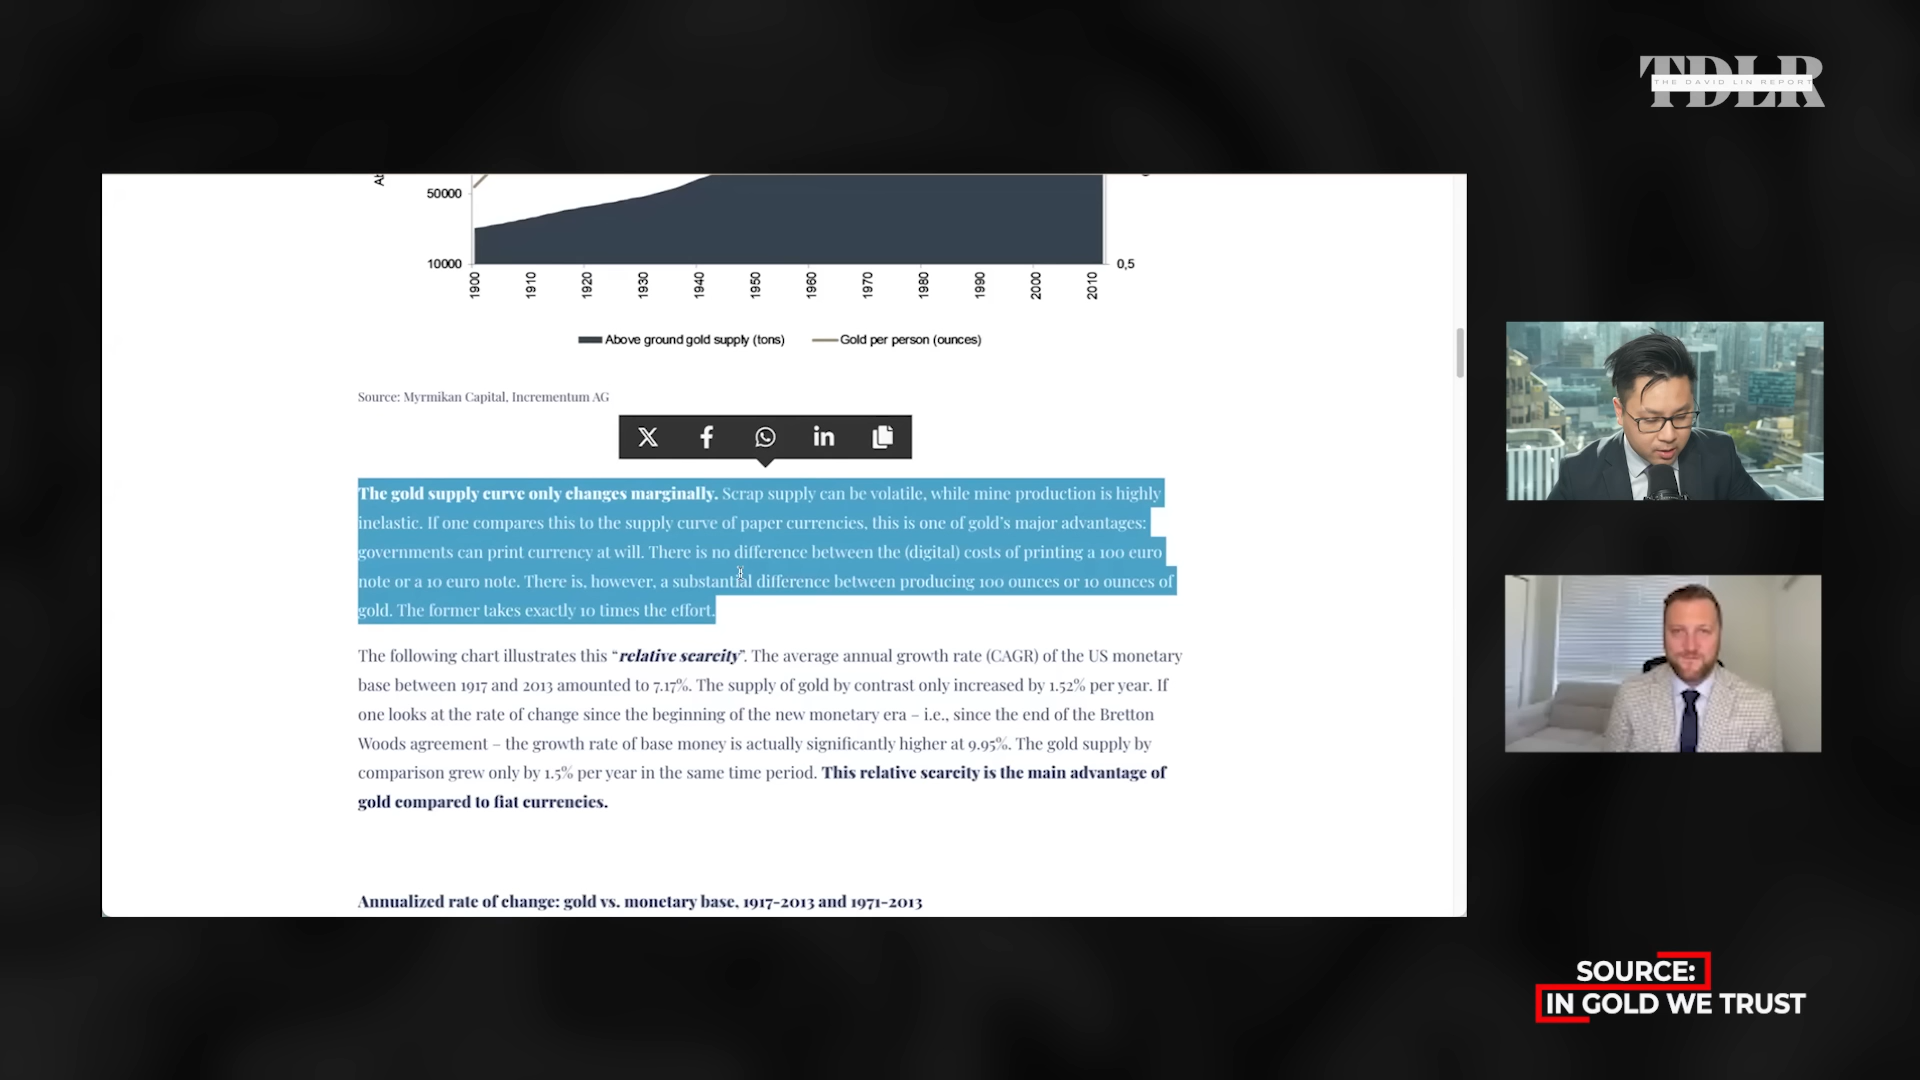 TDLR
THE DAVID LIN REPORT
50000
10000
0,5
1900
1910
1920
1930
1940
1950
1960
1970
1980
1990
2000
2010
Above ground gold supply (tons)
Gold per person (ounces)
Source: Myrmikan Capital, Incrementum AG
The gold supply curve only changes marginally. Scrap supply can be volatile, while mine production is highly
inelastic. If one compares this to the supply curve of paper currencies, this is one of gold's major advantages:
governments can print currency at will. There is no difference between the (digital) costs of printing a 100 euro
note or a 10 euro note. There is, however, a substantial difference between producing 100 ounces or 10 ounces of
gold. The former takes exactly 10 times the effort.
The following chart illustrates this “relative scarcity”. The average annual growth rate (CAGR) of the US monetary
base between 1917 and 2013 amounted to 7.17%. The supply of gold by contrast only increased by 1.52% per year. If
one looks at the rate of change since the beginning of the new monetary era – i.e., since the end of the Bretton
Woods agreement – the growth rate of base money is actually significantly higher at 9.95%. The gold supply by
comparison grew only by 1.5% per year in the same time period. This relative scarcity is the main advantage of
gold compared to fiat currencies.
Annualized rate of change: gold vs. monetary base, 1917-2013 and 1971-2013
SOURCE:
IN GOLD WE TRUST